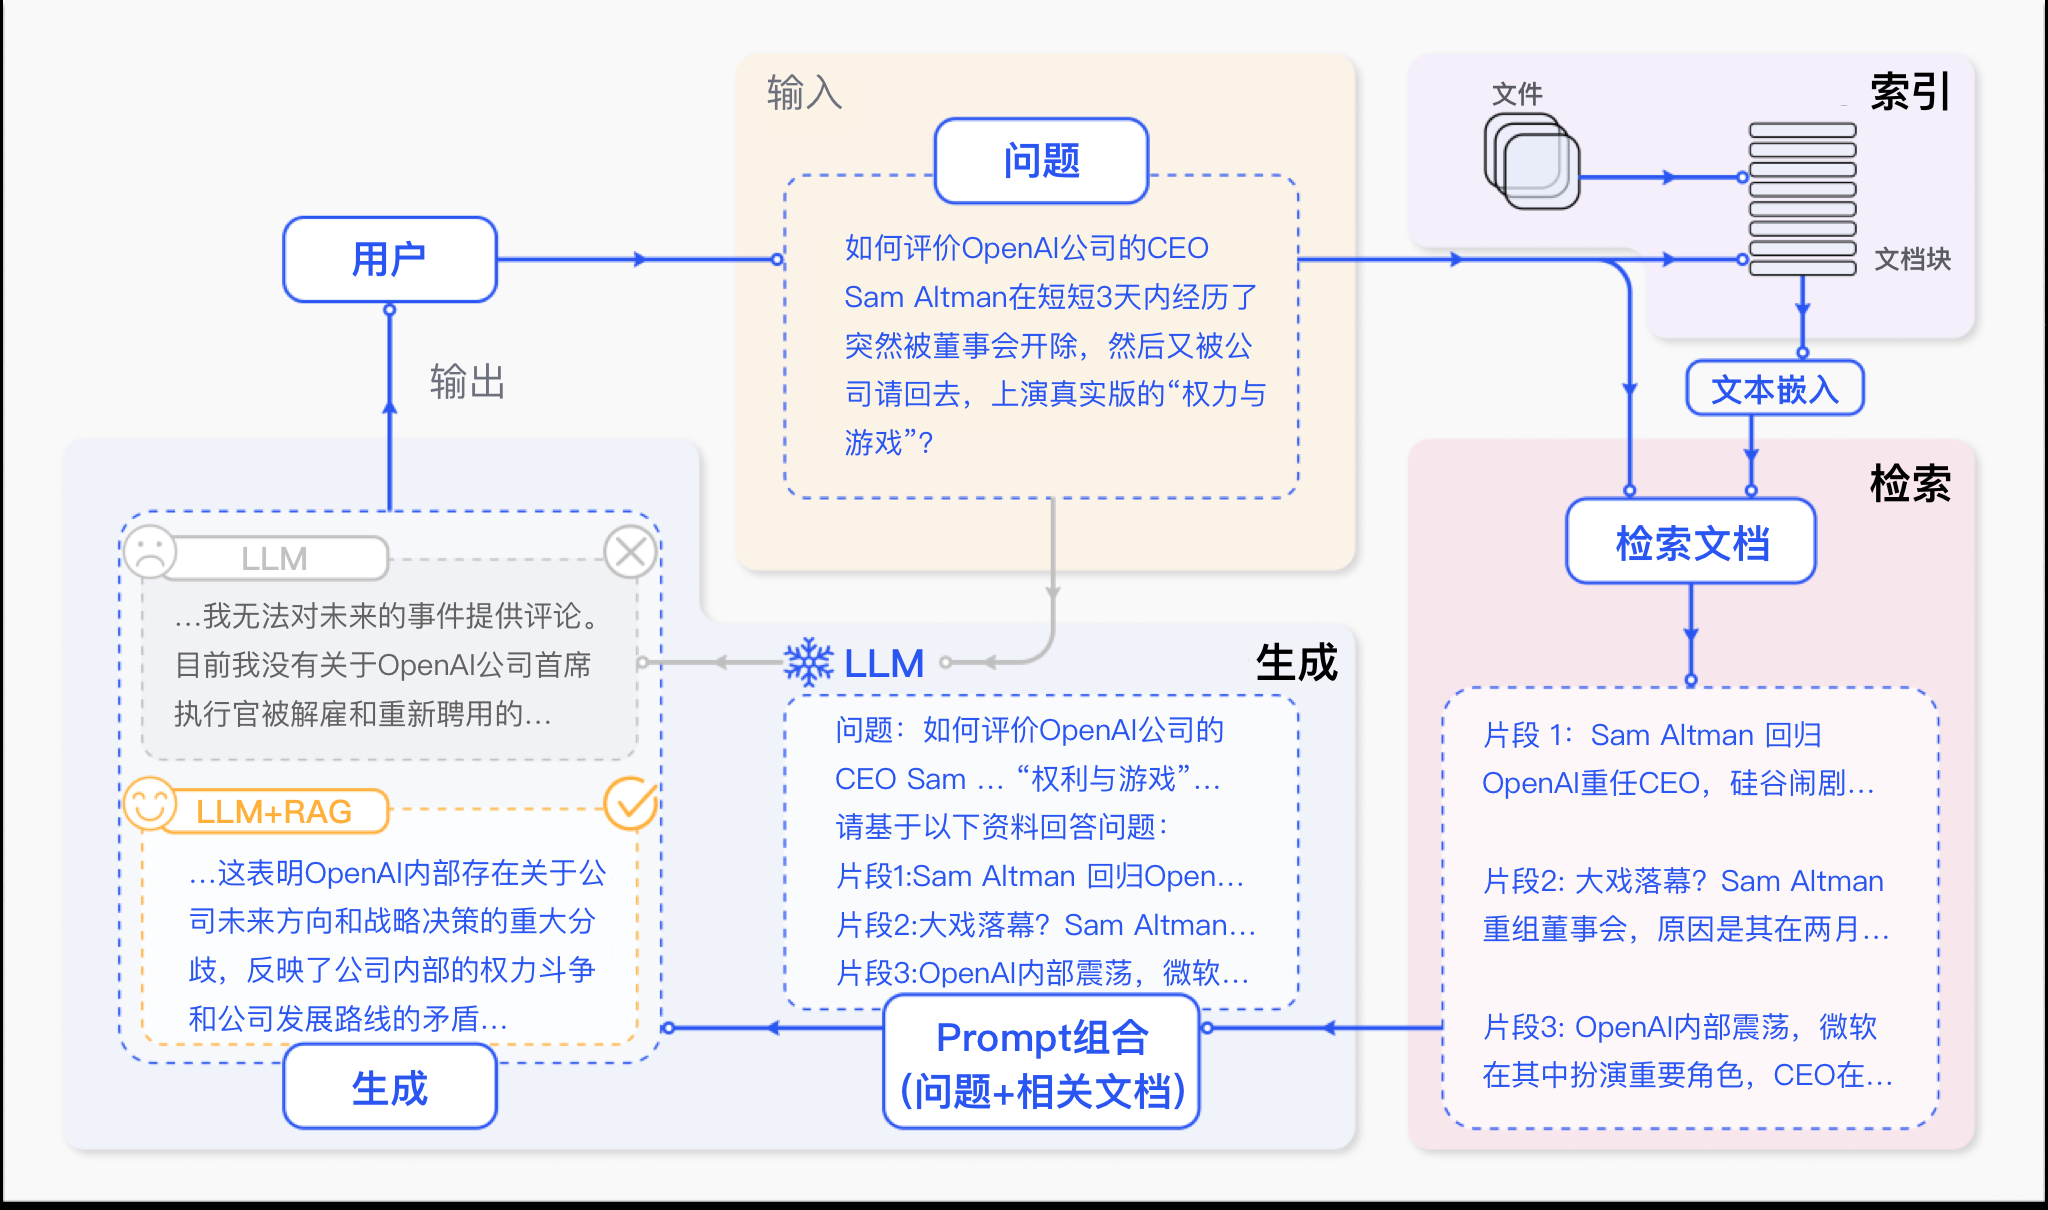 输入
问题
如何评价OpenAI公司的CEO
Sam Altman在短短3天内经历了
突然被董事会开除，然后又被公
司请回去，上演真实版的“权力与
游戏”？
索引
文件
文档块
用户
输出
文本嵌入
检索
检索文档
片段 1：Sam Altman 回归
OpenAI重任CEO，硅谷闹剧...
片段2: 大戏落幕？Sam Altman
重组董事会，原因是其在两月...
片段3: OpenAI内部震荡，微软
在其中扮演重要角色，CEO在...
生成
LLM
问题：如何评价OpenAI公司的
CEO Sam ... “权利与游戏”...
请基于以下资料回答问题：
片段1:Sam Altman 回归Open...
片段2:大戏落幕？Sam Altman...
片段3:OpenAI内部震荡，微软...
Prompt组合
(问题+相关文档)
LLM
...我无法对未来的事件提供评论。
目前我没有关于OpenAI公司首席
执行官被解雇和重新聘用的...
LLM+RAG
...这表明OpenAI内部存在关于公
司未来方向和战略决策的重大分
歧，反映了公司内部的权力斗争
和公司发展路线的矛盾...
生成